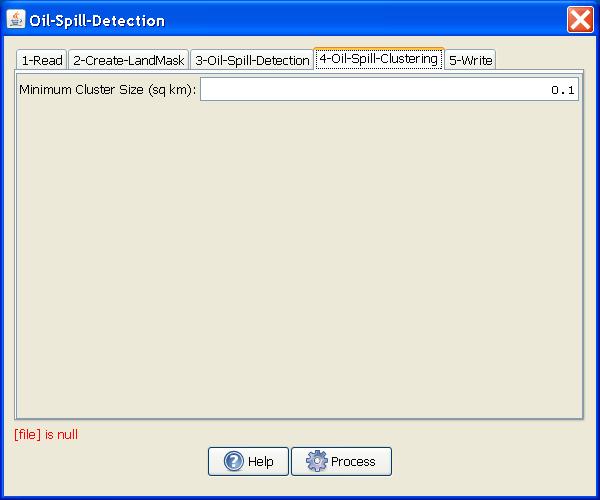 Oil-Spill-Detection
1-Read 2-Create-LandMask 3-Oil-Spill-Detection 4-Oil-Spill-Clustering 5-Write
Minimum Cluster Size (sq km): 0.1
[file] is null
Help Process